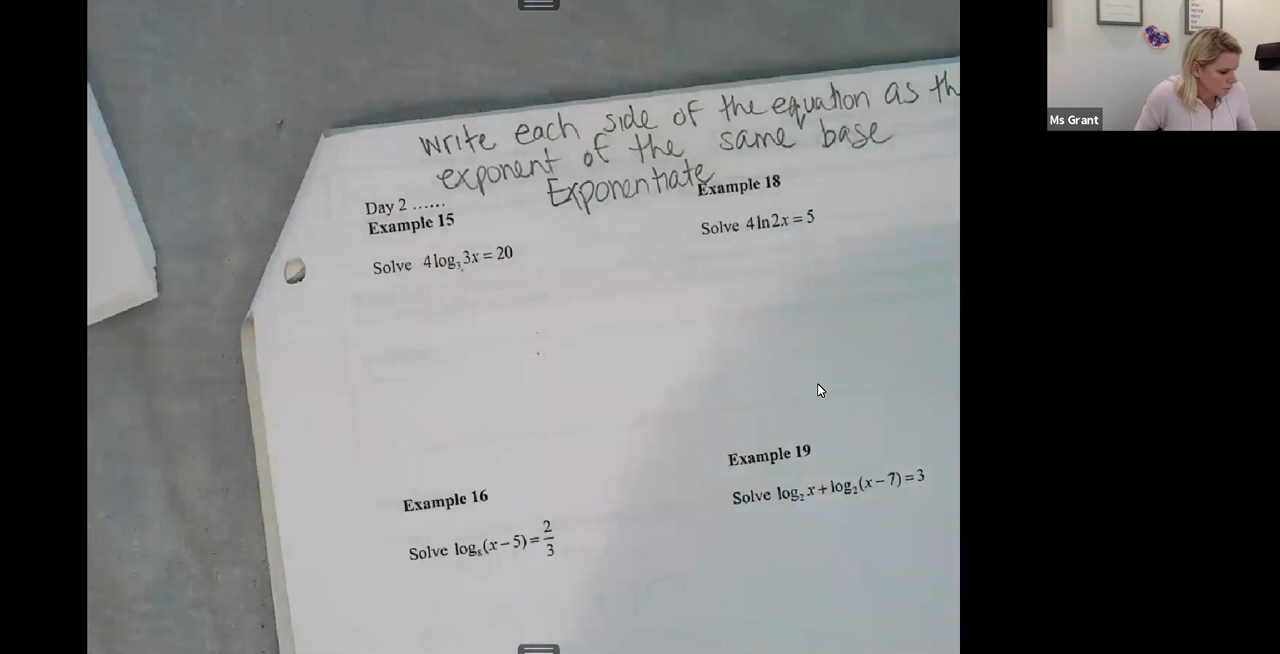 Write each side of the equation as th
exponent of the same base
Exponentiate
Day 2 ......
Example 15
Solve 4log₃3x = 20
Example 18
Solve 4ln2x = 5
Example 16
Solve log₈(x−5) = 2/3
Example 19
Solve log₂x + log₂(x−7) = 3
Ms Grant